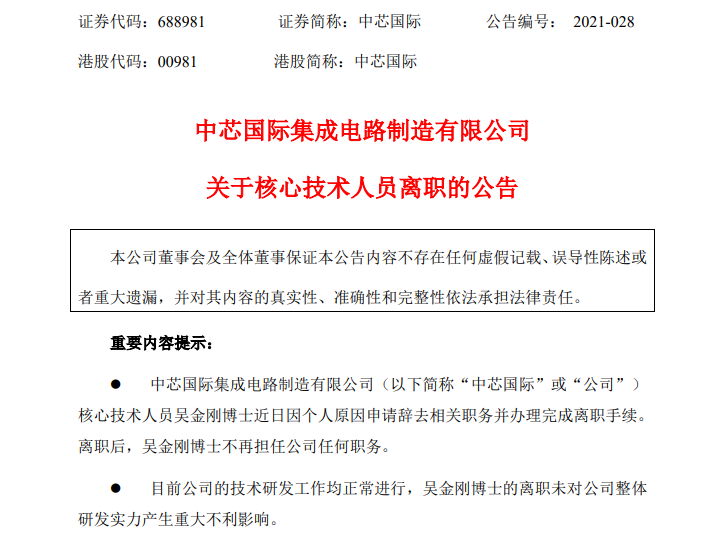 证券代码：688981 证券简称：中芯国际 公告编号： 2021-028
港股代码：00981 港股简称：中芯国际
中芯国际集成电路制造有限公司
关于核心技术人员离职的公告
本公司董事会及全体董事保证本公告内容不存在任何虚假记载、误导性陈述或
者重大遗漏，并对其内容的真实性、准确性和完整性依法承担法律责任。
重要内容提示：
● 中芯国际集成电路制造有限公司（以下简称“中芯国际”或“公司”）
核心技术人员吴金刚博士近日因个人原因申请辞去相关职务并办理完成离职手续。
离职后，吴金刚博士不再担任公司任何职务。
● 目前公司的技术研发工作均正常进行，吴金刚博士的离职未对公司整体
研发实力产生重大不利影响。